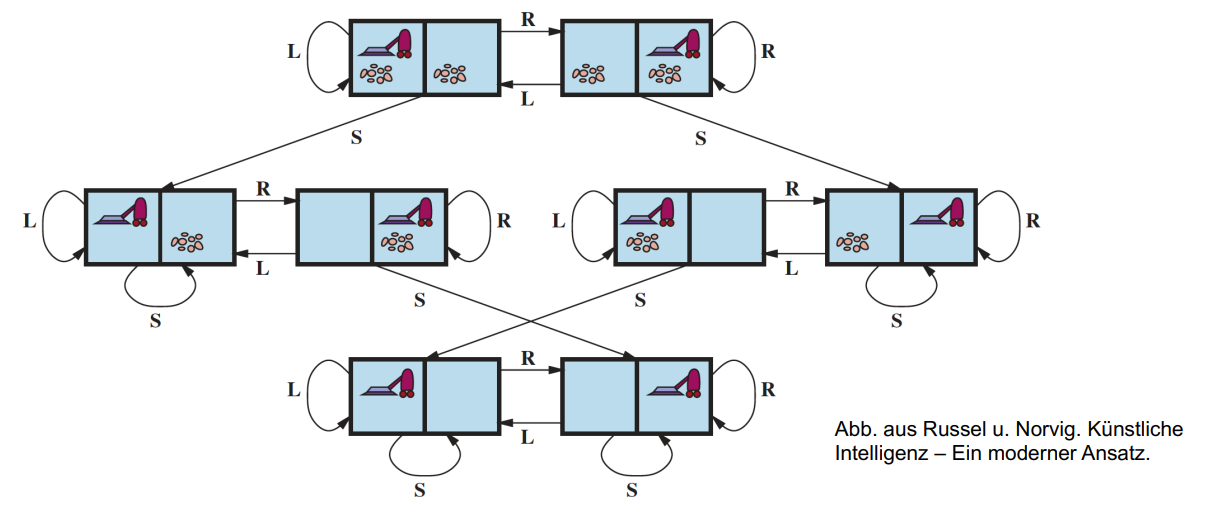 R
L
R
L
S
S
R
R
L
R
L
R
L
L
S
S
S
S
R
L
R
L
S
S
Abb. aus Russel u. Norvig. Künstliche
Intelligenz – Ein moderner Ansatz.